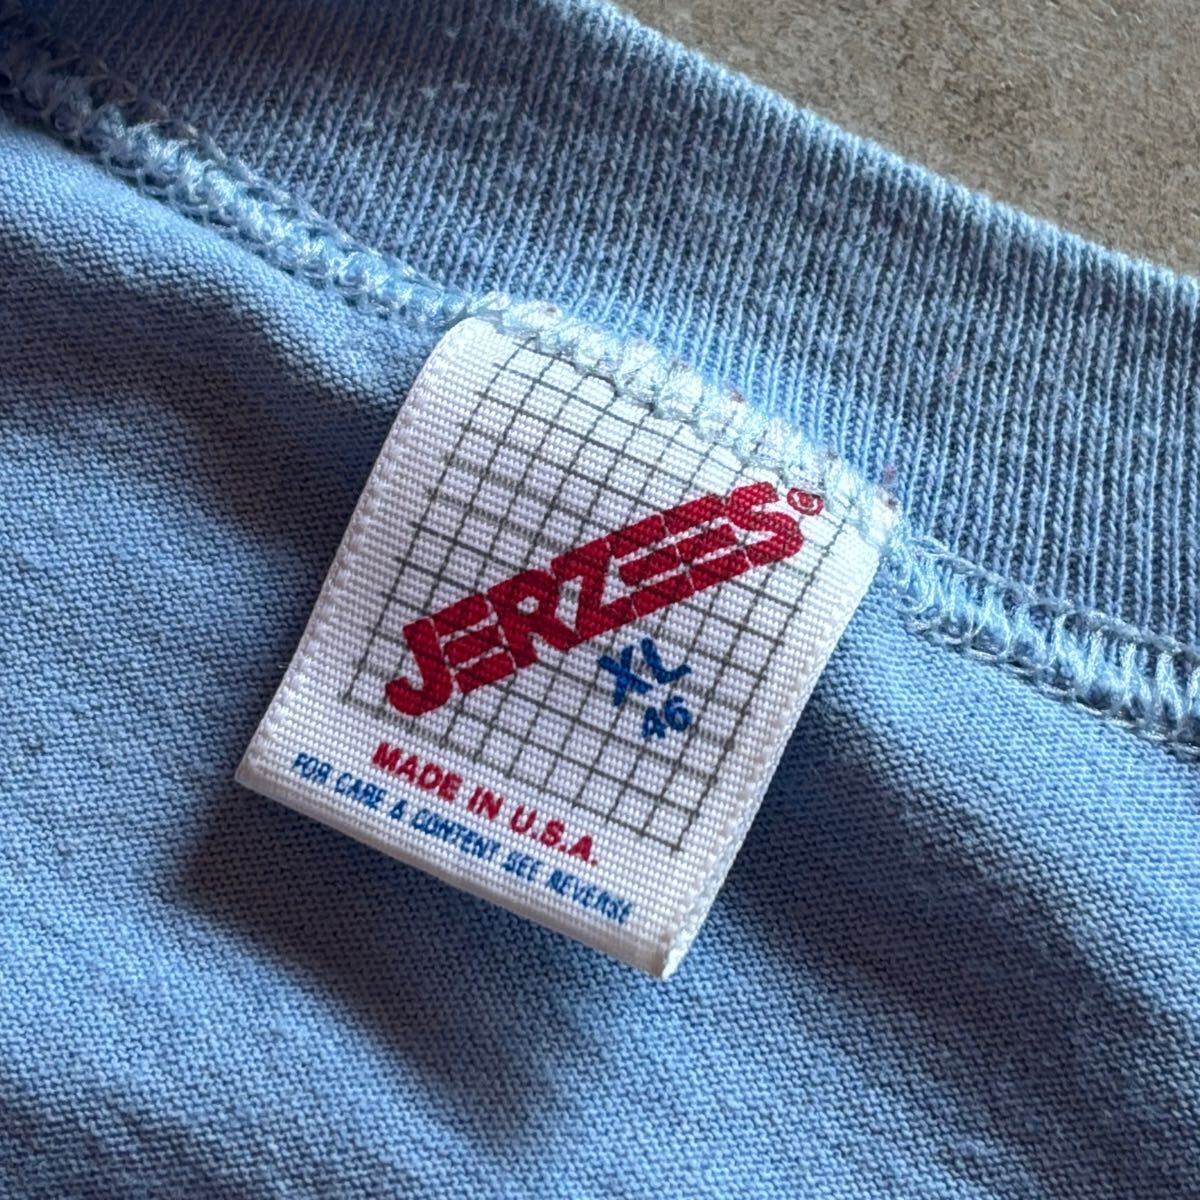 JERZEES®
XL
46
MADE IN U.S.A.
FOR CARE & CONTENT SEE REVERSE